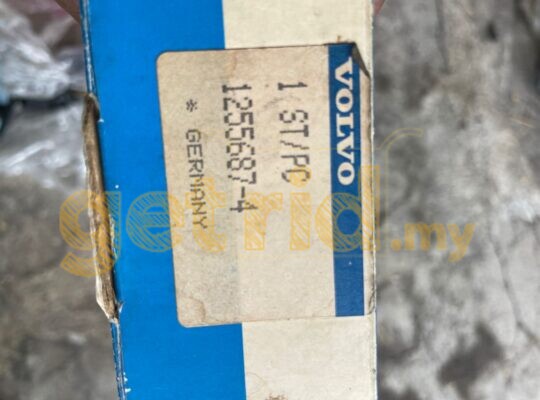 VOLVO
1 ST/PC
1255687-4
* GERMANY
getrid.my